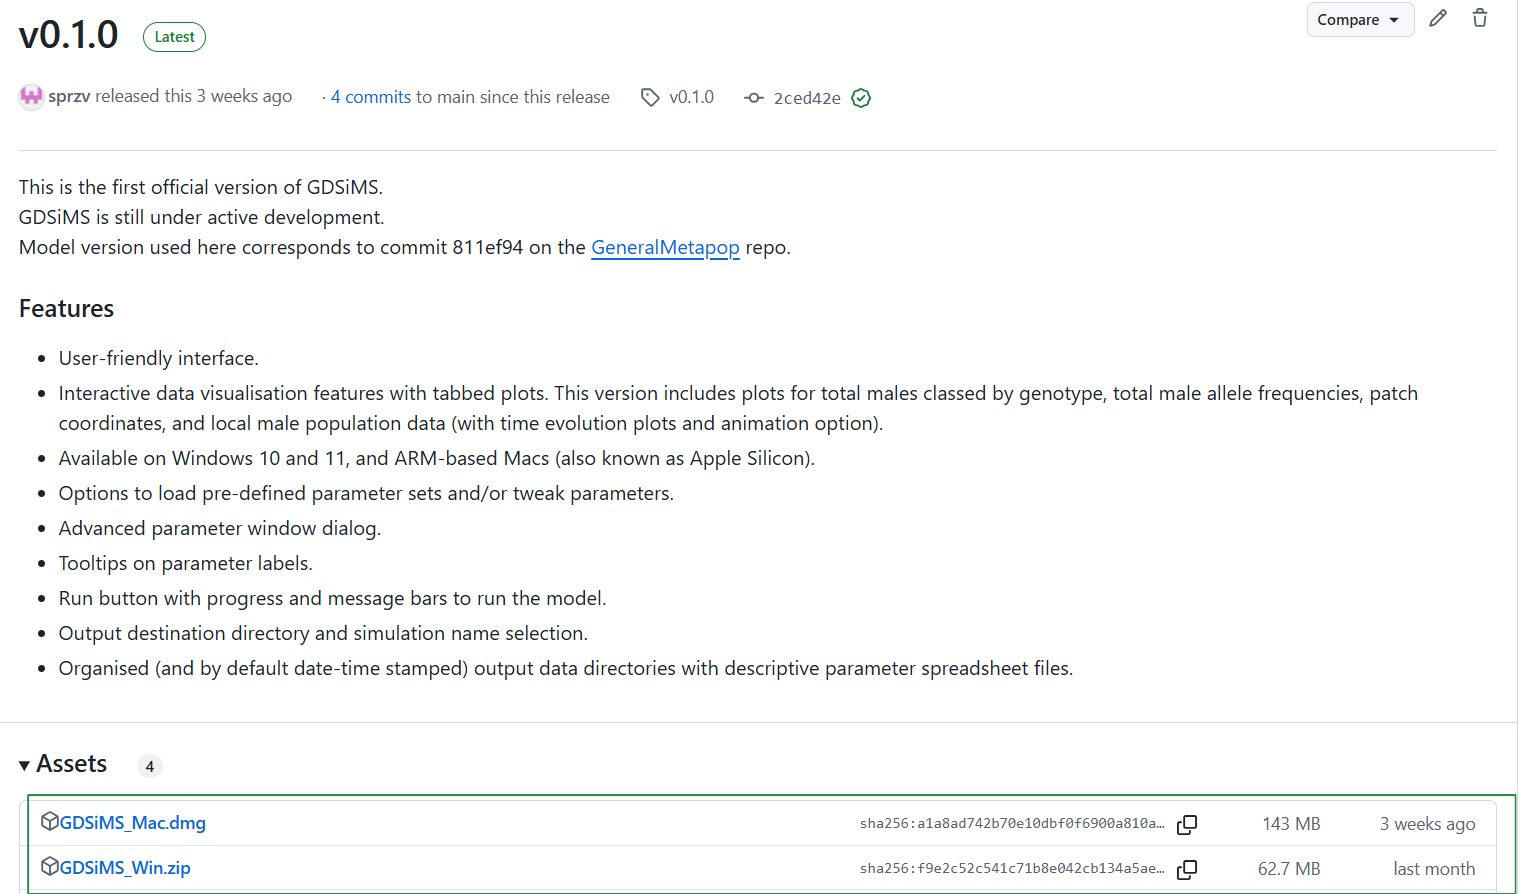 v0.1.0 Latest Compare
sprzv released this 3 weeks ago · 4 commits to main since this release v0.1.0 2ced42e
This is the first official version of GDSiMS.
GDSiMS is still under active development.
Model version used here corresponds to commit 811ef94 on the GeneralMetapop repo.
Features
• User-friendly interface.
• Interactive data visualisation features with tabbed plots. This version includes plots for total males classed by genotype, total male allele frequencies, patch
coordinates, and local male population data (with time evolution plots and animation option).
• Available on Windows 10 and 11, and ARM-based Macs (also known as Apple Silicon).
• Options to load pre-defined parameter sets and/or tweak parameters.
• Advanced parameter window dialog.
• Tooltips on parameter labels.
• Run button with progress and message bars to run the model.
• Output destination directory and simulation name selection.
• Organised (and by default date-time stamped) output data directories with descriptive parameter spreadsheet files.
Assets 4
GDSiMS_Mac.dmg sha256:a1a8ad742b70e10dbf0f6900a810a… 143 MB 3 weeks ago
GDSiMS_Win.zip sha256:f9e2c52c541c71b8e042cb134a5ae… 62.7 MB last month